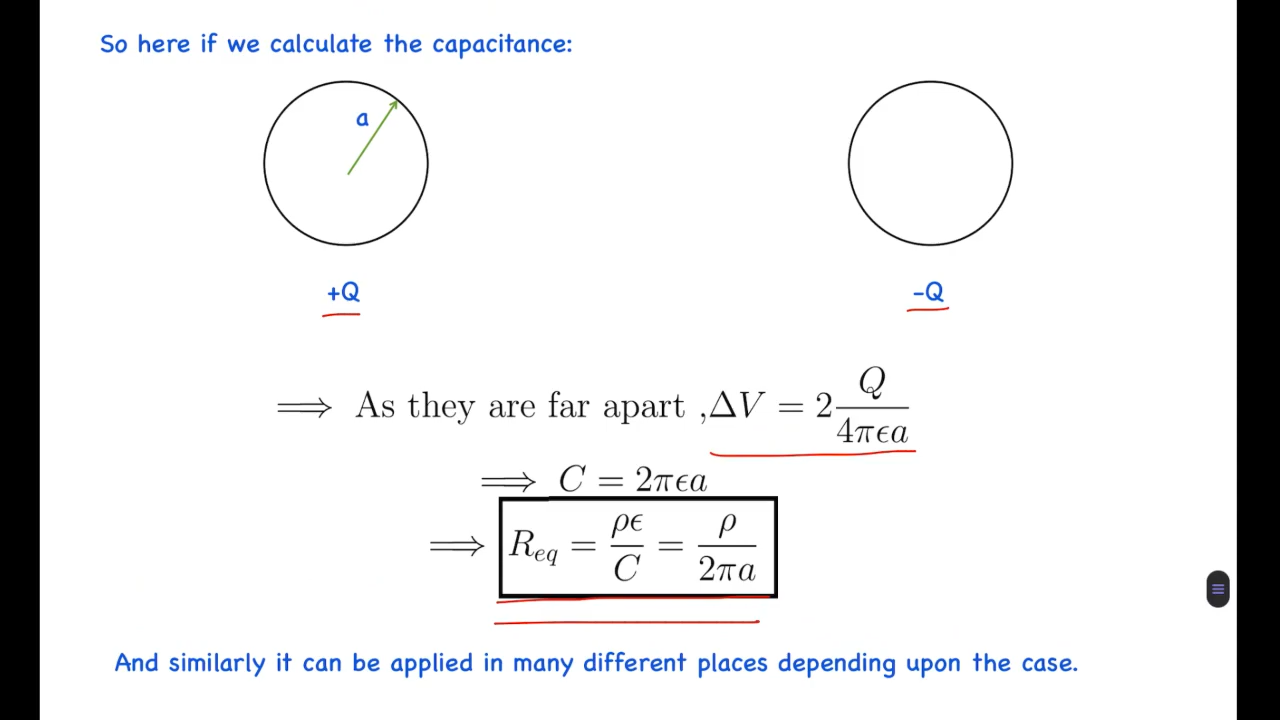 So here if we calculate the capacitance:
a
+Q
-Q
⟹ As they are far apart ,ΔV = 2 Q/(4πϵa)
⟹ C = 2πϵa
⟹ R_eq = ρϵ/C = ρ/(2πa)
And similarly it can be applied in many different places depending upon the case.